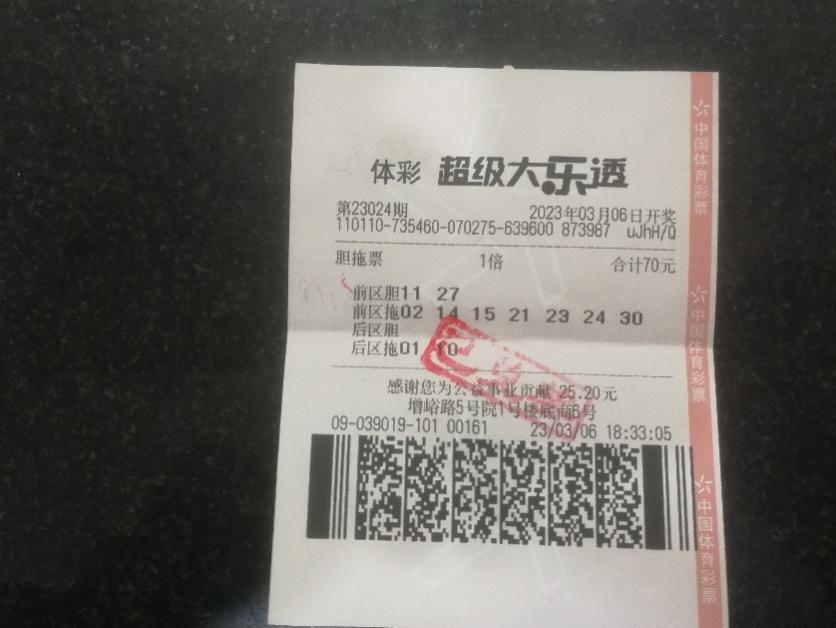 体彩 超级大乐透
第23024期 2023年03月06日开奖
110110-735460-070275-639600 873987 uJhH/Q
胆拖票 1倍 合计70元
前区胆11 27
前区拖02 14 15 21 23 24 30
后区胆
后区拖01 10
感谢您为公益事业贡献 25.20元
增峪路5号院1号楼底商6号
09-039019-101 00161 23/03/06 18:33:05
中国体育彩票
中国体育彩票
中国体育彩票